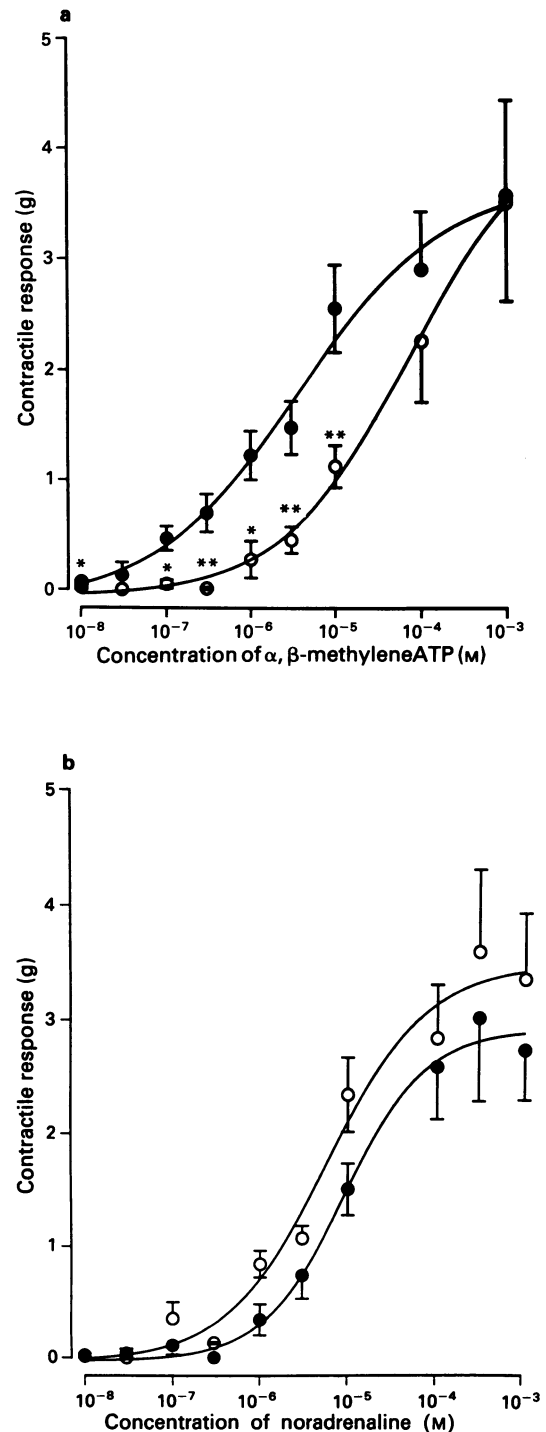 a
5
4
3
2
1
0
Contractile response (g)
*
*
**
*
**
**
10⁻⁸ 10⁻⁷ 10⁻⁶ 10⁻⁵ 10⁻⁴ 10⁻³
Concentration of α, β-methyleneATP (M)
b
5
4
3
2
1
0
Contractile response (g)
10⁻⁸ 10⁻⁷ 10⁻⁶ 10⁻⁵ 10⁻⁴ 10⁻³
Concentration of noradrenaline (M)